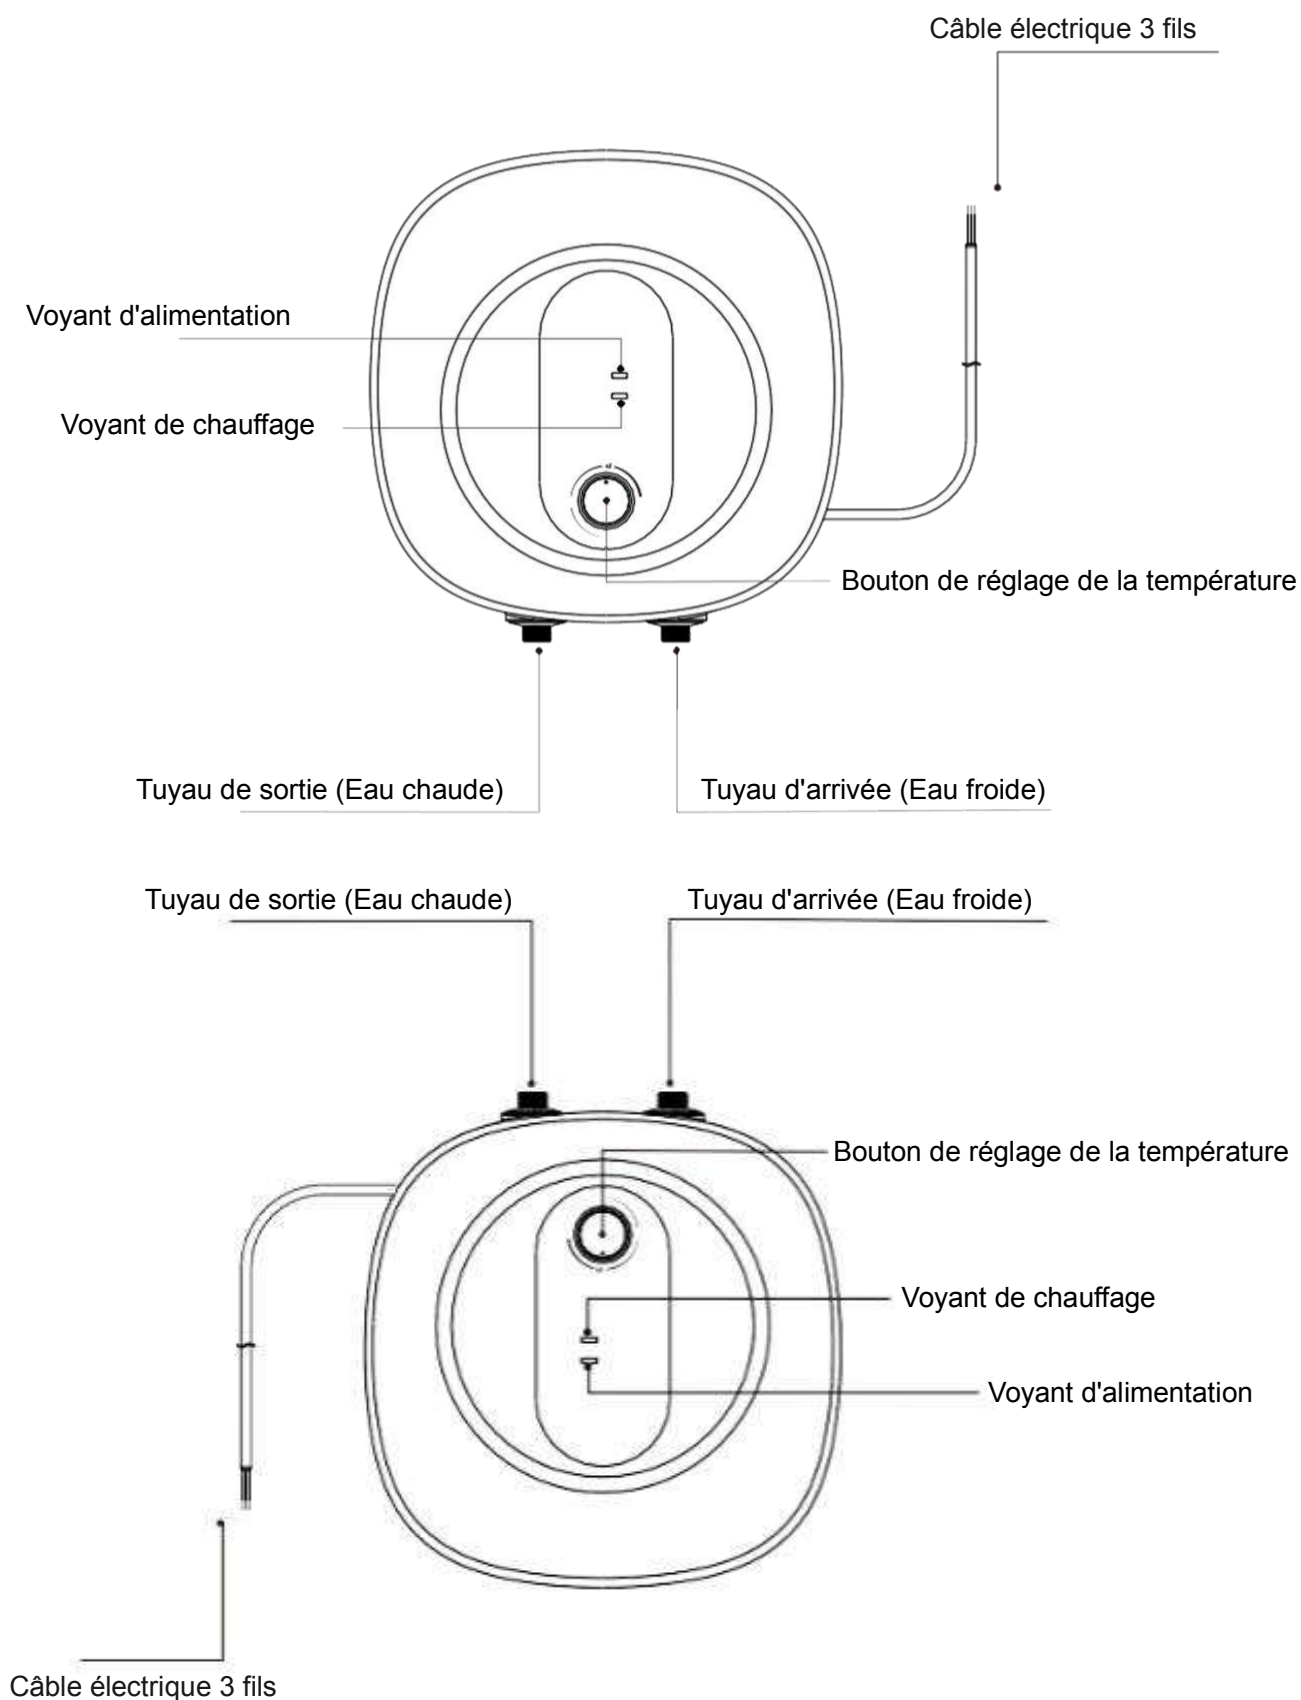 Câble électrique 3 fils
Voyant d'alimentation
Voyant de chauffage
Bouton de réglage de la température
Tuyau de sortie (Eau chaude)
Tuyau d'arrivée (Eau froide)
Tuyau de sortie (Eau chaude)
Tuyau d'arrivée (Eau froide)
Bouton de réglage de la température
Voyant de chauffage
Voyant d'alimentation
Câble électrique 3 fils